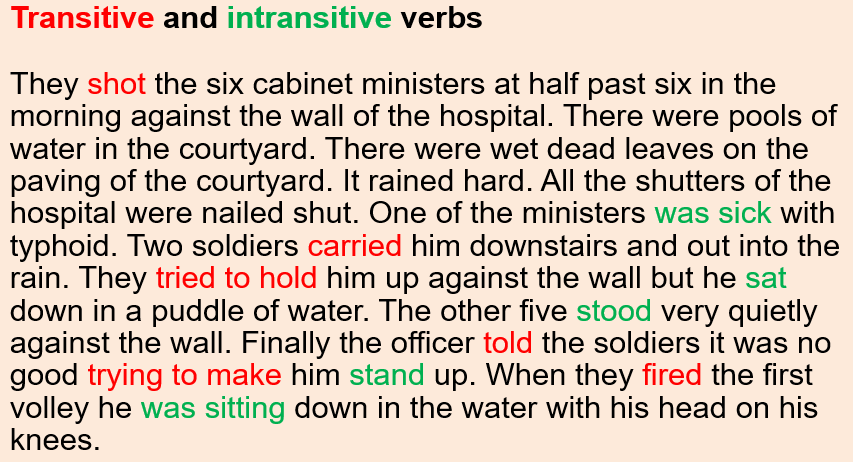 Transitive and intransitive verbs
They shot the six cabinet ministers at half past six in the
morning against the wall of the hospital. There were pools of
water in the courtyard. There were wet dead leaves on the
paving of the courtyard. It rained hard. All the shutters of the
hospital were nailed shut. One of the ministers was sick with
typhoid. Two soldiers carried him downstairs and out into the
rain. They tried to hold him up against the wall but he sat
down in a puddle of water. The other five stood very quietly
against the wall. Finally the officer told the soldiers it was no
good trying to make him stand up. When they fired the first
volley he was sitting down in the water with his head on his
knees.